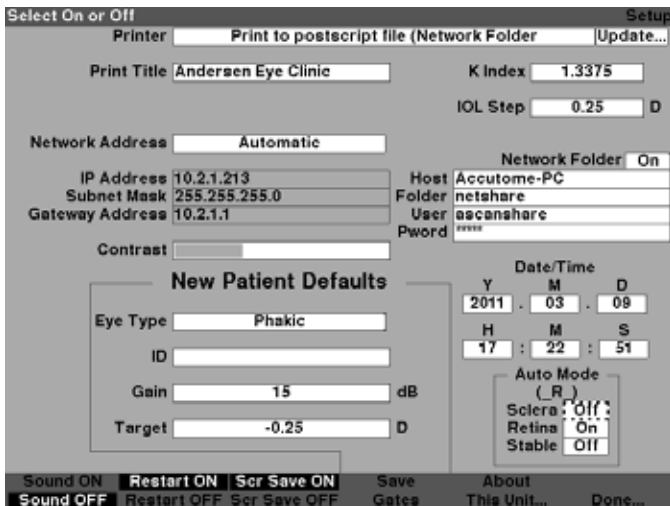 Select On or Off Setup
Printer Print to postscript file (Network Folder Update...
Print Title Andersen Eye Clinic K Index 1.3375
IOL Step 0.25 D
Network Address Automatic
Network Folder On
IP Address 10.2.1.213 Host Accutome-PC
Subnet Mask 255.255.255.0 Folder netshare
Gateway Address 10.2.1.1 User ascanshare
Pword *****
Contrast
New Patient Defaults
Date/Time
Y M D
2011 . 03 . 09
Eye Type Phakic
H M S
17 : 22 : 51
ID
Auto Mode
(_R_)
Gain 15 dB
Sclera Off
Retina On
Target -0.25 D
Stable Off
Sound ON Restart ON Scr Save ON Save About
Sound OFF Restart OFF Scr Save OFF Gates This Unit... Done...